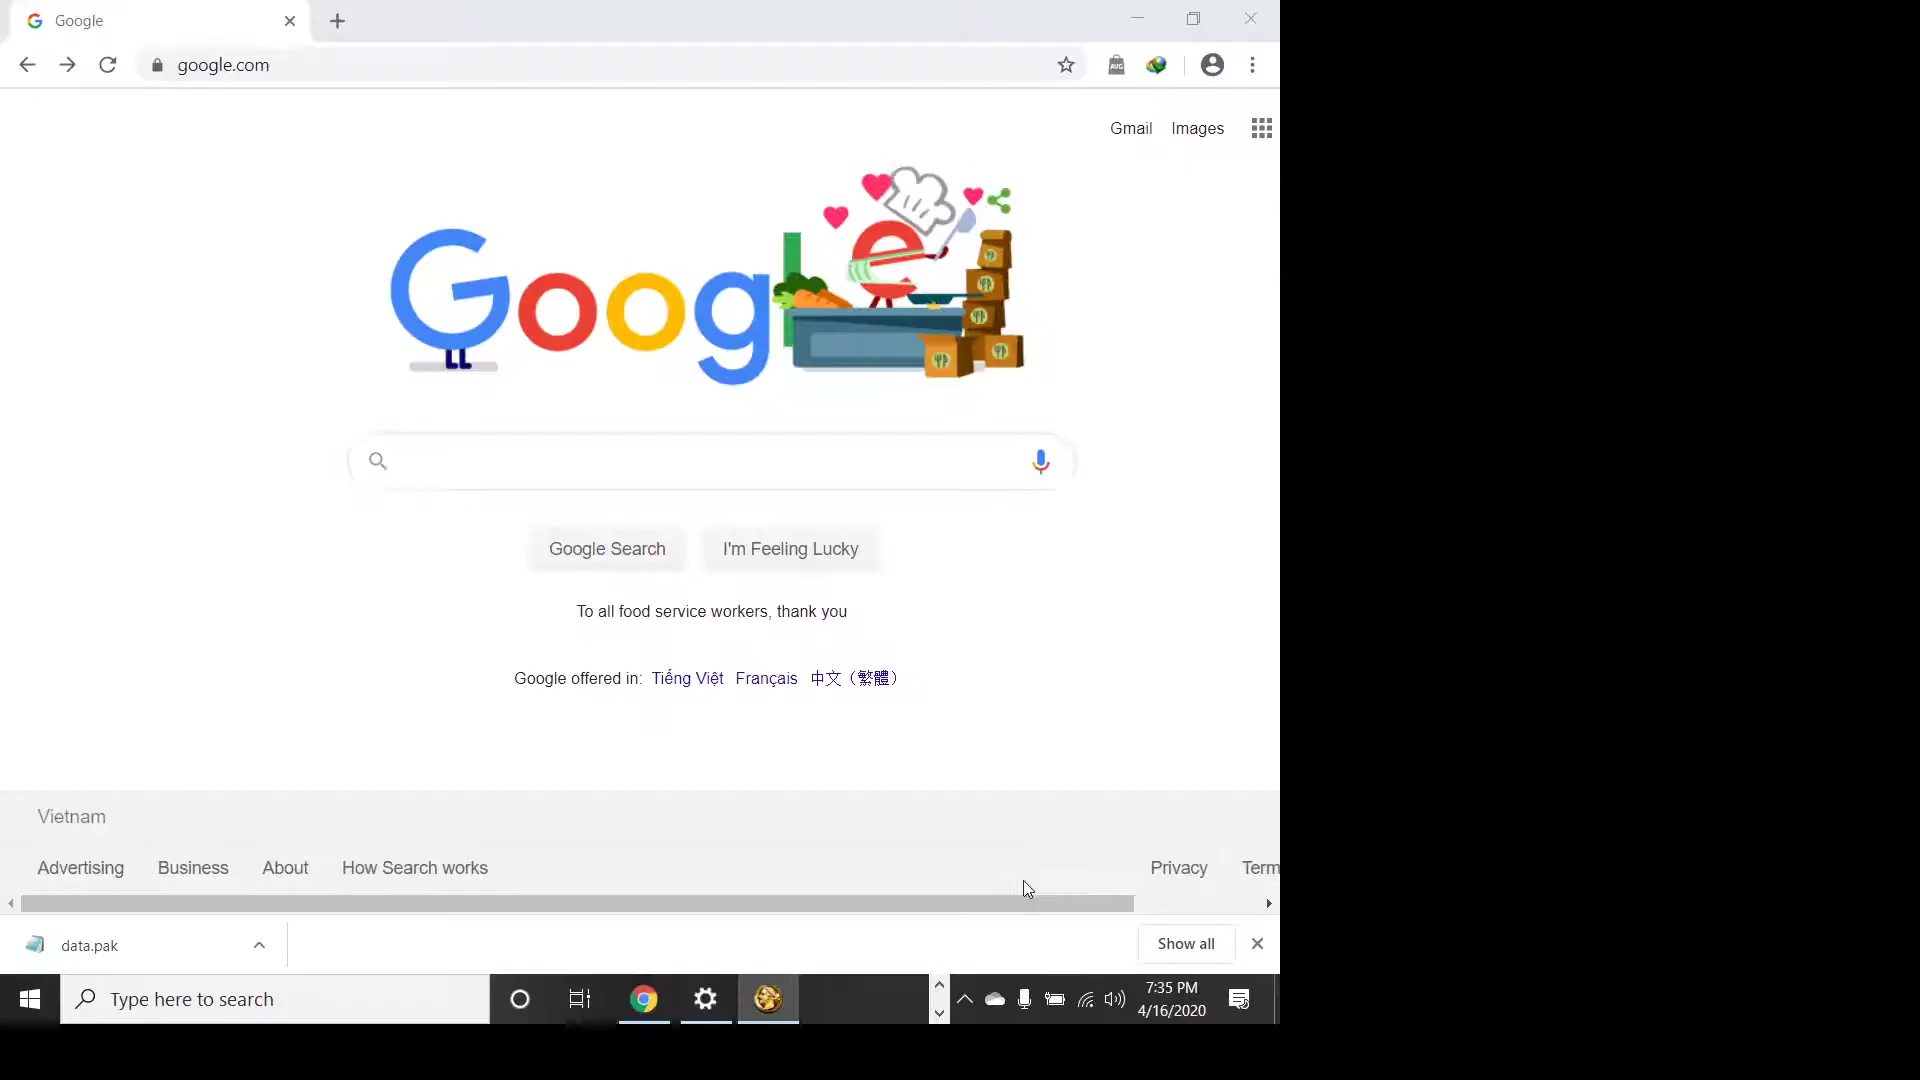 Google
google.com
Gmail Images
Google
Google Search I'm Feeling Lucky
To all food service workers, thank you
Google offered in: Tiếng Việt Français 中文（繁體）
Vietnam
Advertising Business About How Search works Privacy Term
data.pak Show all
Type here to search 7:35 PM
4/16/2020